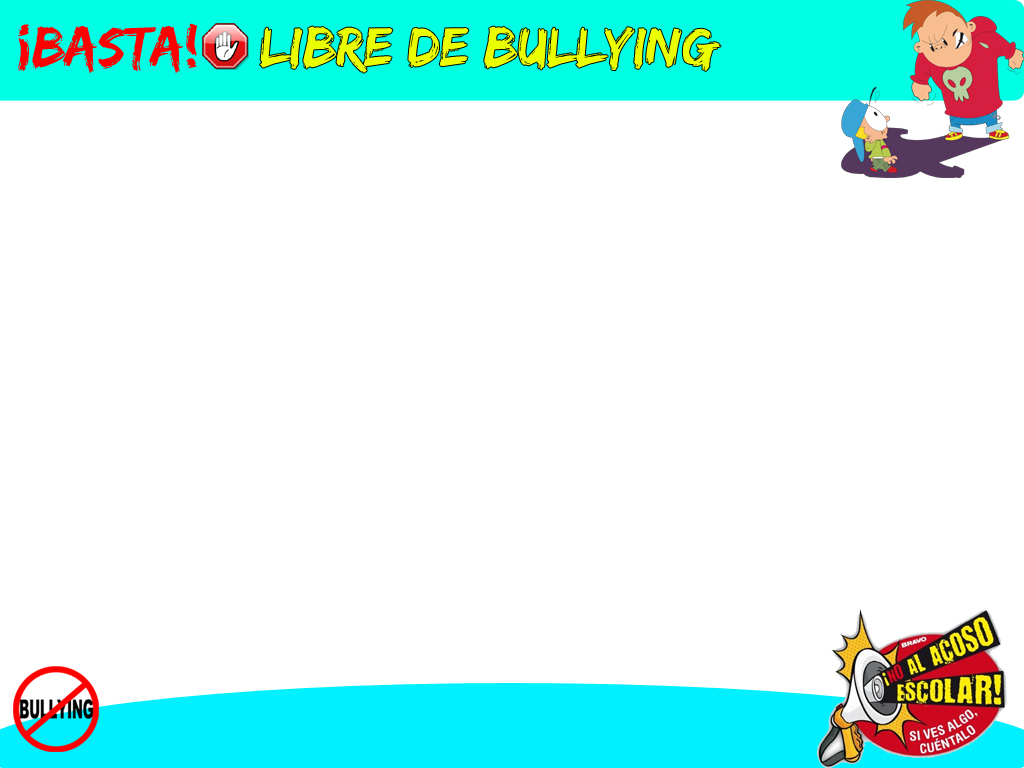 ¡BASTA! LIBRE DE BULLYING
BULLYING
BRAVO
¡NO AL ACOSO
ESCOLAR!
SI VES ALGO,
CUÉNTALO